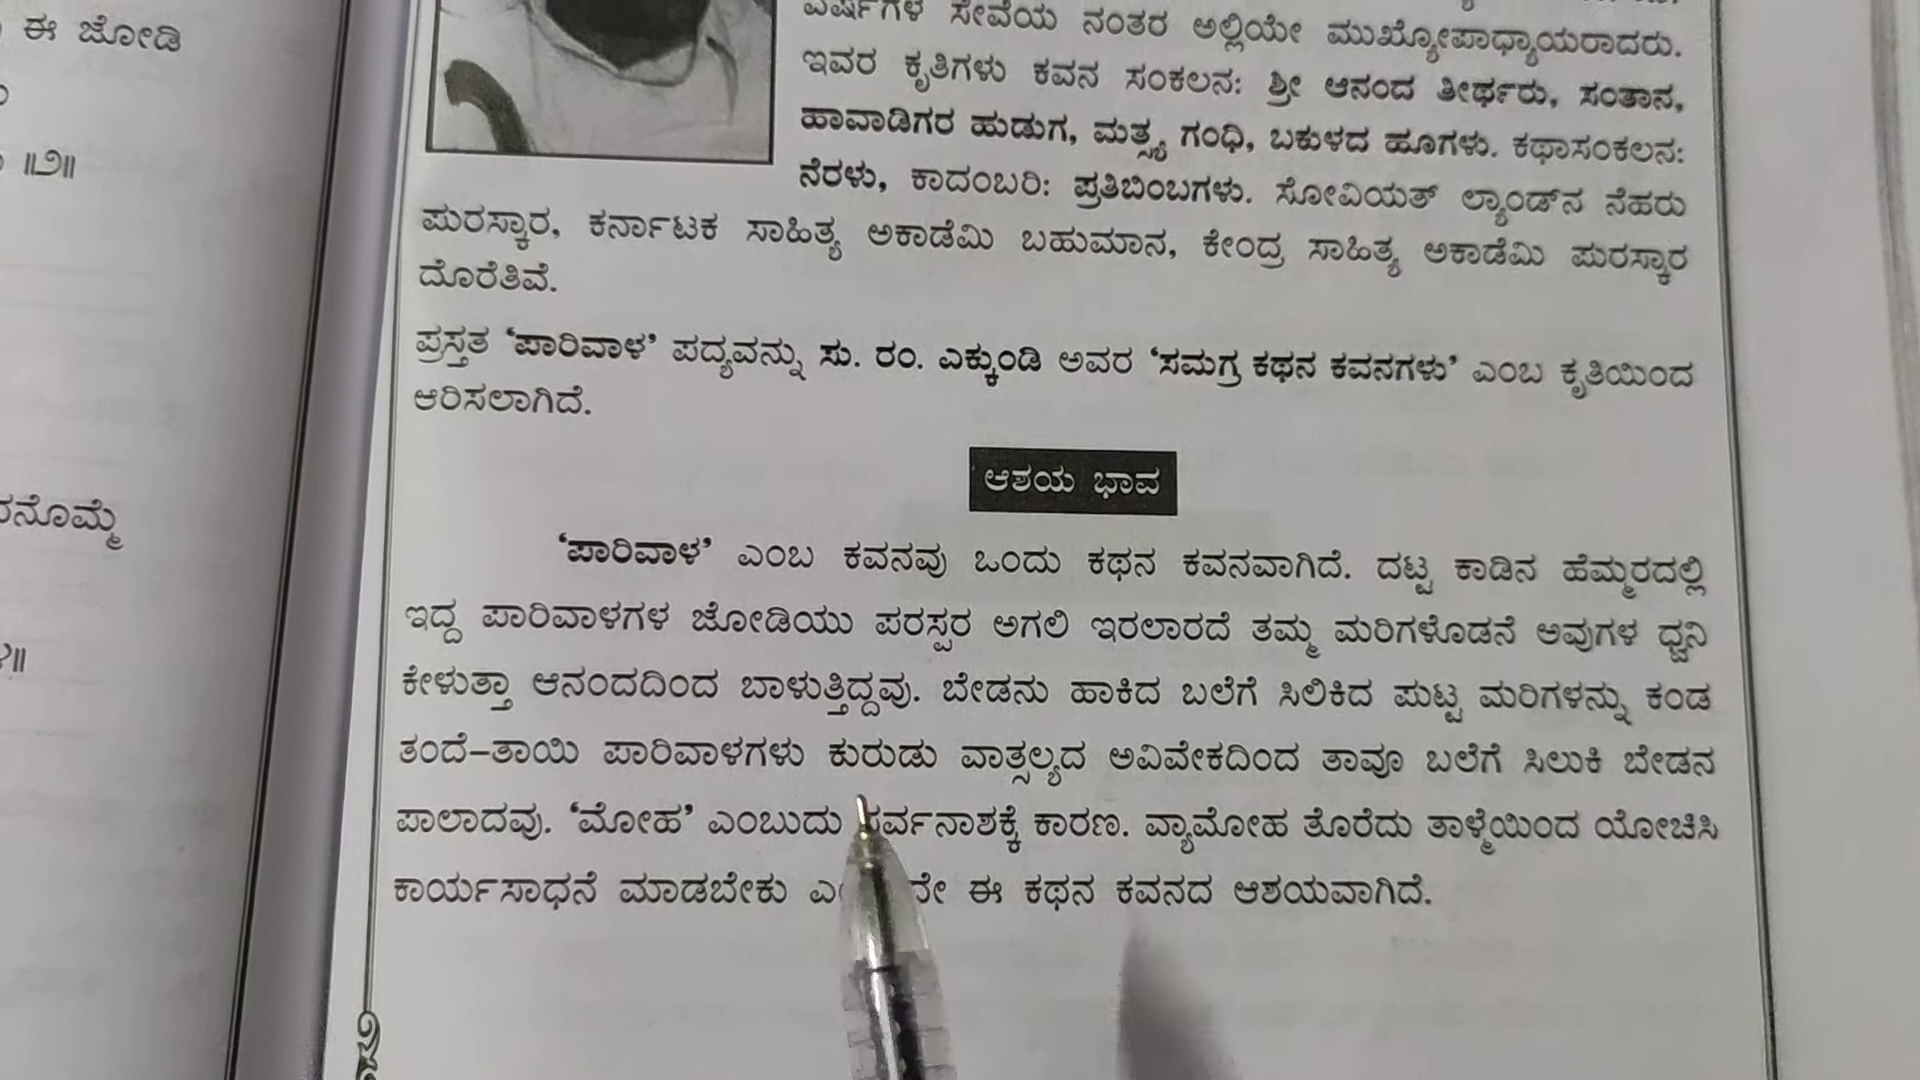 ಈ ಜೋಡಿ
॥೨॥
ನೊಮ್ಮೆ
॥
ವರ್ಷಗಳ ಸೇವೆಯ ನಂತರ ಅಲ್ಲಿಯೇ ಮುಖ್ಯೋಪಾಧ್ಯಾಯರಾದರು.
ಇವರ ಕೃತಿಗಳು ಕವನ ಸಂಕಲನ: ಶ್ರೀ ಆನಂದ ತೀರ್ಥರು, ಸಂತಾನ,
ಹಾವಾಡಿಗರ ಹುಡುಗ, ಮತ್ಸ್ಯ ಗಂಧಿ, ಬಕುಳದ ಹೂಗಳು. ಕಥಾಸಂಕಲನ:
ನೆರಳು, ಕಾದಂಬರಿ: ಪ್ರತಿಬಿಂಬಗಳು. ಸೋವಿಯತ್ ಲ್ಯಾಂಡ್‌ನ ನೆಹರು
ಪುರಸ್ಕಾರ, ಕರ್ನಾಟಕ ಸಾಹಿತ್ಯ ಅಕಾಡೆಮಿ ಬಹುಮಾನ, ಕೇಂದ್ರ ಸಾಹಿತ್ಯ ಅಕಾಡೆಮಿ ಪುರಸ್ಕಾರ
ದೊರೆತಿವೆ.
ಪ್ರಸ್ತತ ‘ಪಾರಿವಾಳ’ ಪದ್ಯವನ್ನು ಸು. ರಂ. ಎಕ್ಕುಂಡಿ ಅವರ ‘ಸಮಗ್ರ ಕಥನ ಕವನಗಳು’ ಎಂಬ ಕೃತಿಯಿಂದ
ಆರಿಸಲಾಗಿದೆ.
ಆಶಯ ಭಾವ
‘ಪಾರಿವಾಳ’ ಎಂಬ ಕವನವು ಒಂದು ಕಥನ ಕವನವಾಗಿದೆ. ದಟ್ಟ ಕಾಡಿನ ಹೆಮ್ಮರದಲ್ಲಿ
ಇದ್ದ ಪಾರಿವಾಳಗಳ ಜೋಡಿಯು ಪರಸ್ಪರ ಅಗಲಿ ಇರಲಾರದೆ ತಮ್ಮ ಮರಿಗಳೊಡನೆ ಅವುಗಳ ಧ್ವನಿ
ಕೇಳುತ್ತಾ ಆನಂದದಿಂದ ಬಾಳುತ್ತಿದ್ದವು. ಬೇಡನು ಹಾಕಿದ ಬಲೆಗೆ ಸಿಲಿಕಿದ ಪುಟ್ಟ ಮರಿಗಳನ್ನು ಕಂಡ
ತಂದೆ–ತಾಯಿ ಪಾರಿವಾಳಗಳು ಕುರುಡು ವಾತ್ಸಲ್ಯದ ಅವಿವೇಕದಿಂದ ತಾವೂ ಬಲೆಗೆ ಸಿಲುಕಿ ಬೇಡನ
ಪಾಲಾದವು. ‘ಮೋಹ’ ಎಂಬುದು ಸರ್ವನಾಶಕ್ಕೆ ಕಾರಣ. ವ್ಯಾಮೋಹ ತೊರೆದು ತಾಳ್ಮೆಯಿಂದ ಯೋಚಿಸಿ
ಕಾರ್ಯಸಾಧನೆ ಮಾಡಬೇಕು ಈ ಕಥನ ಕವನದ ಆಶಯವಾಗಿದೆ.